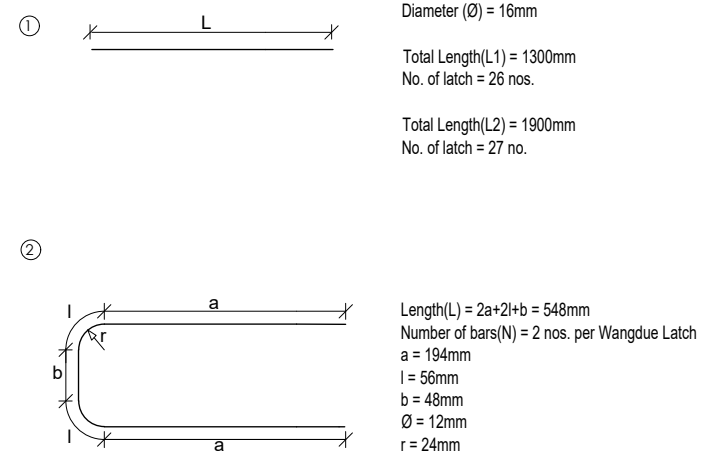 1
L
Diameter (Ø) = 16mm
Total Length(L1) = 1300mm
No. of latch = 26 nos.
Total Length(L2) = 1900mm
No. of latch = 27 no.
2
l
a
r
b
l
a
Length(L) = 2a+2l+b = 548mm
Number of bars(N) = 2 nos. per Wangdue Latch
a = 194mm
l = 56mm
b = 48mm
Ø = 12mm
r = 24mm